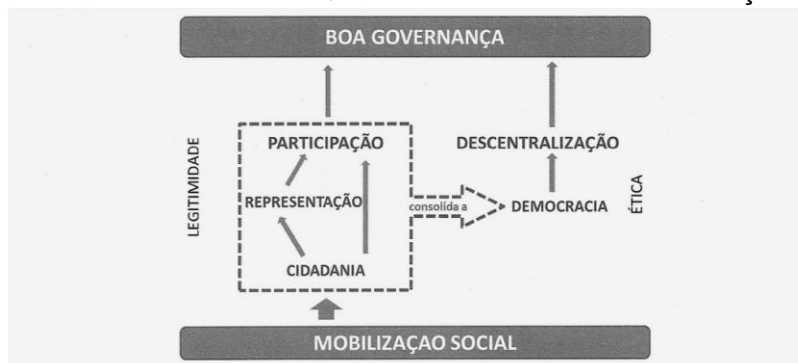 BOA GOVERNANÇA
LEGITIMIDADE
PARTICIPAÇÃO
DESCENTRALIZAÇÃO
REPRESENTAÇÃO
consolida a
DEMOCRACIA
ÉTICA
CIDADANIA
MOBILIZAÇAO SOCIAL